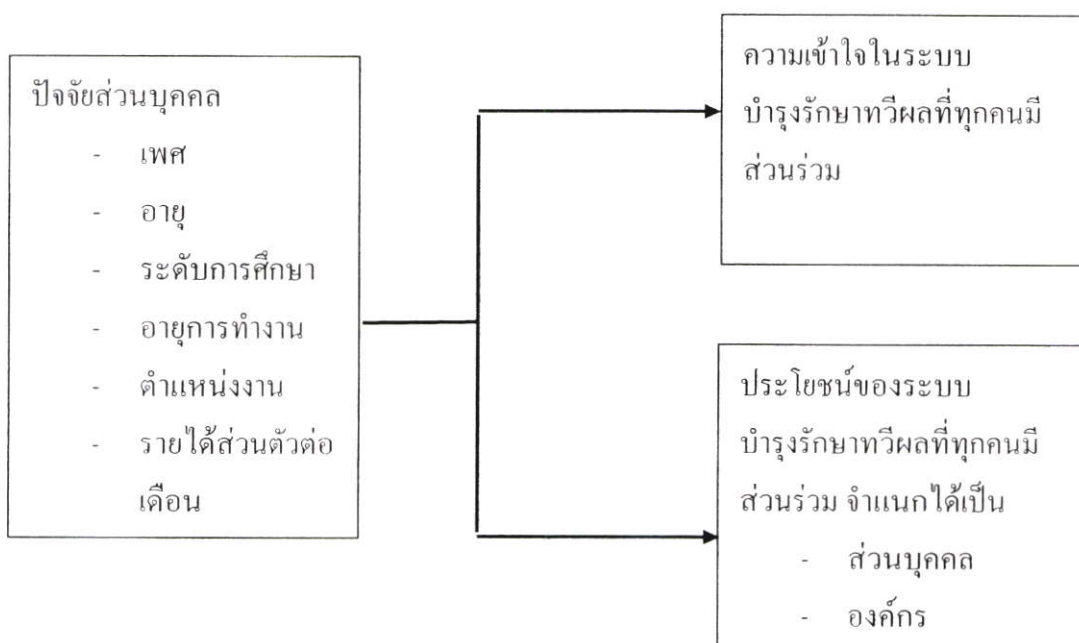 ปัจจัยส่วนบุคคล
- เพศ
- อายุ
- ระดับการศึกษา
- อายุการทำงาน
- ตำแหน่งงาน
- รายได้ส่วนตัวต่อ
เดือน
ความเข้าใจในระบบ
บำรุงรักษาทวีผลที่ทุกคนมี
ส่วนร่วม
ประโยชน์ของระบบ
บำรุงรักษาทวีผลที่ทุกคนมี
ส่วนร่วม จำแนกได้เป็น
- ส่วนบุคคล
- องค์กร